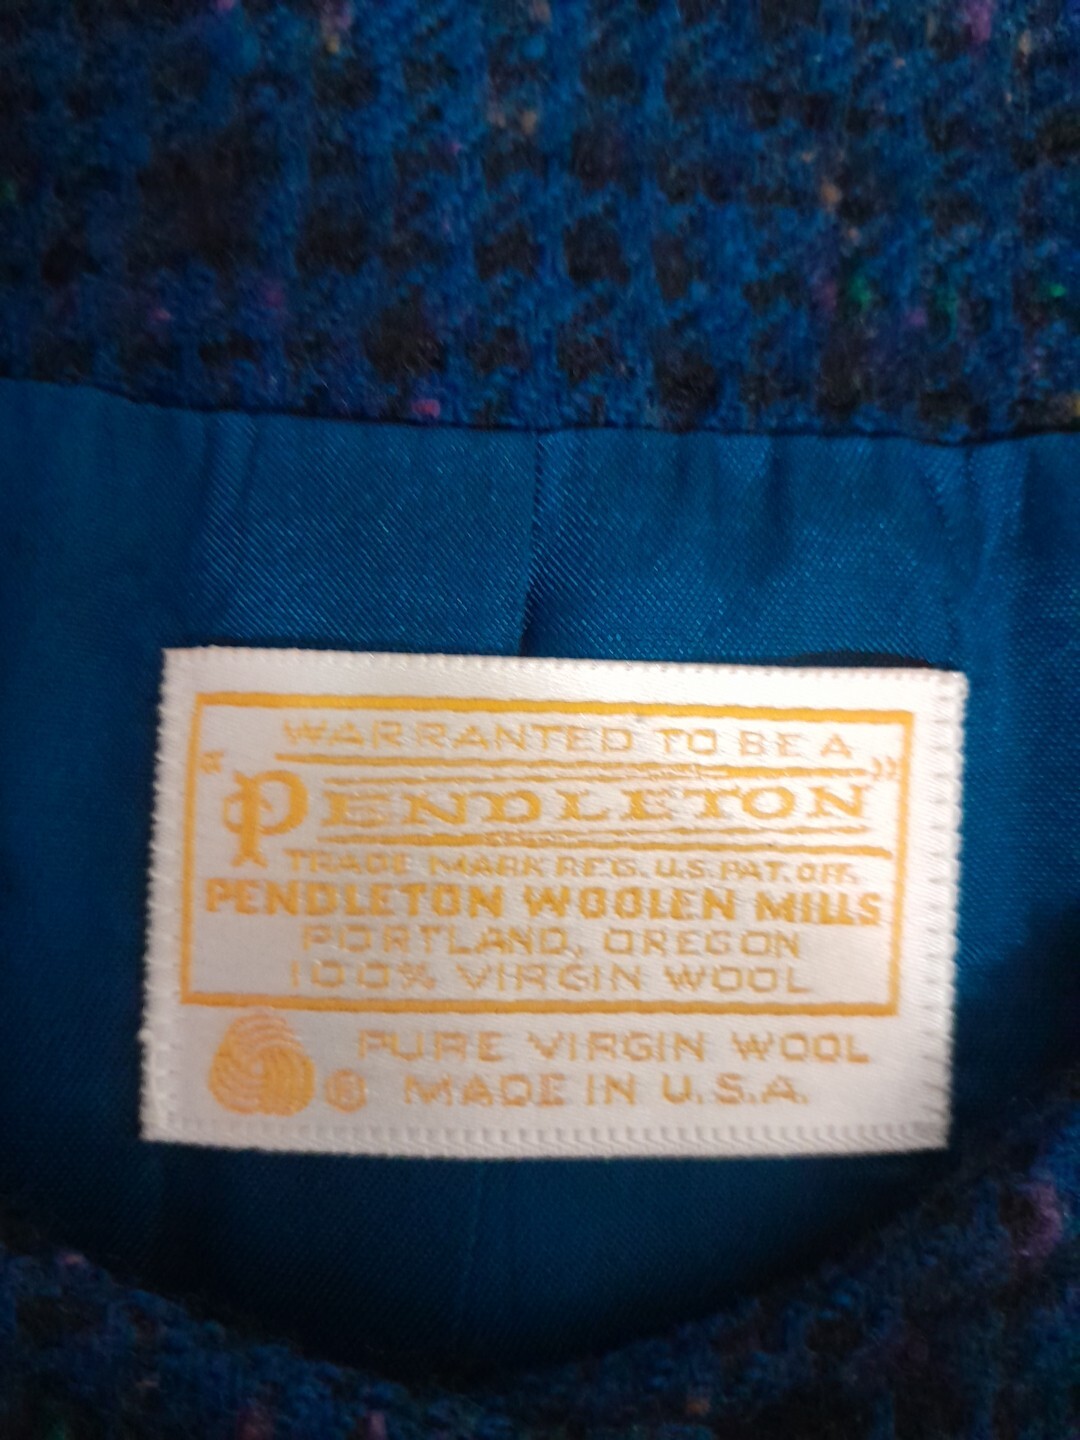 WARRANTED TO BE A
"PENDLETON"
TRADE MARK REG. U.S. PAT. OFF.
PENDLETON WOOLEN MILLS
PORTLAND, OREGON
100% VIRGIN WOOL
PURE VIRGIN WOOL
® MADE IN U.S.A.